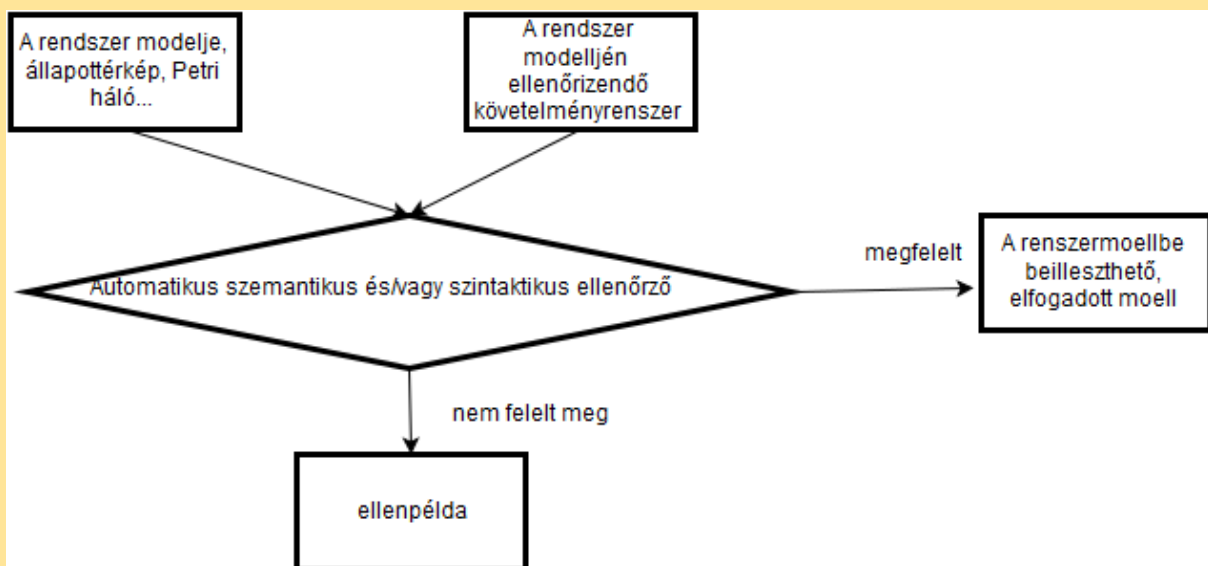 A rendszer modelje,
állapottérkép, Petri
háló...
A rendszer
modelljén
ellenőrizendő
követelményrenszer
Automatikus szemantikus és/vagy szintaktikus ellenőrző
megfelelt
A renszermoellbe
beilleszthető,
elfogadott moell
nem felelt meg
ellenpélda